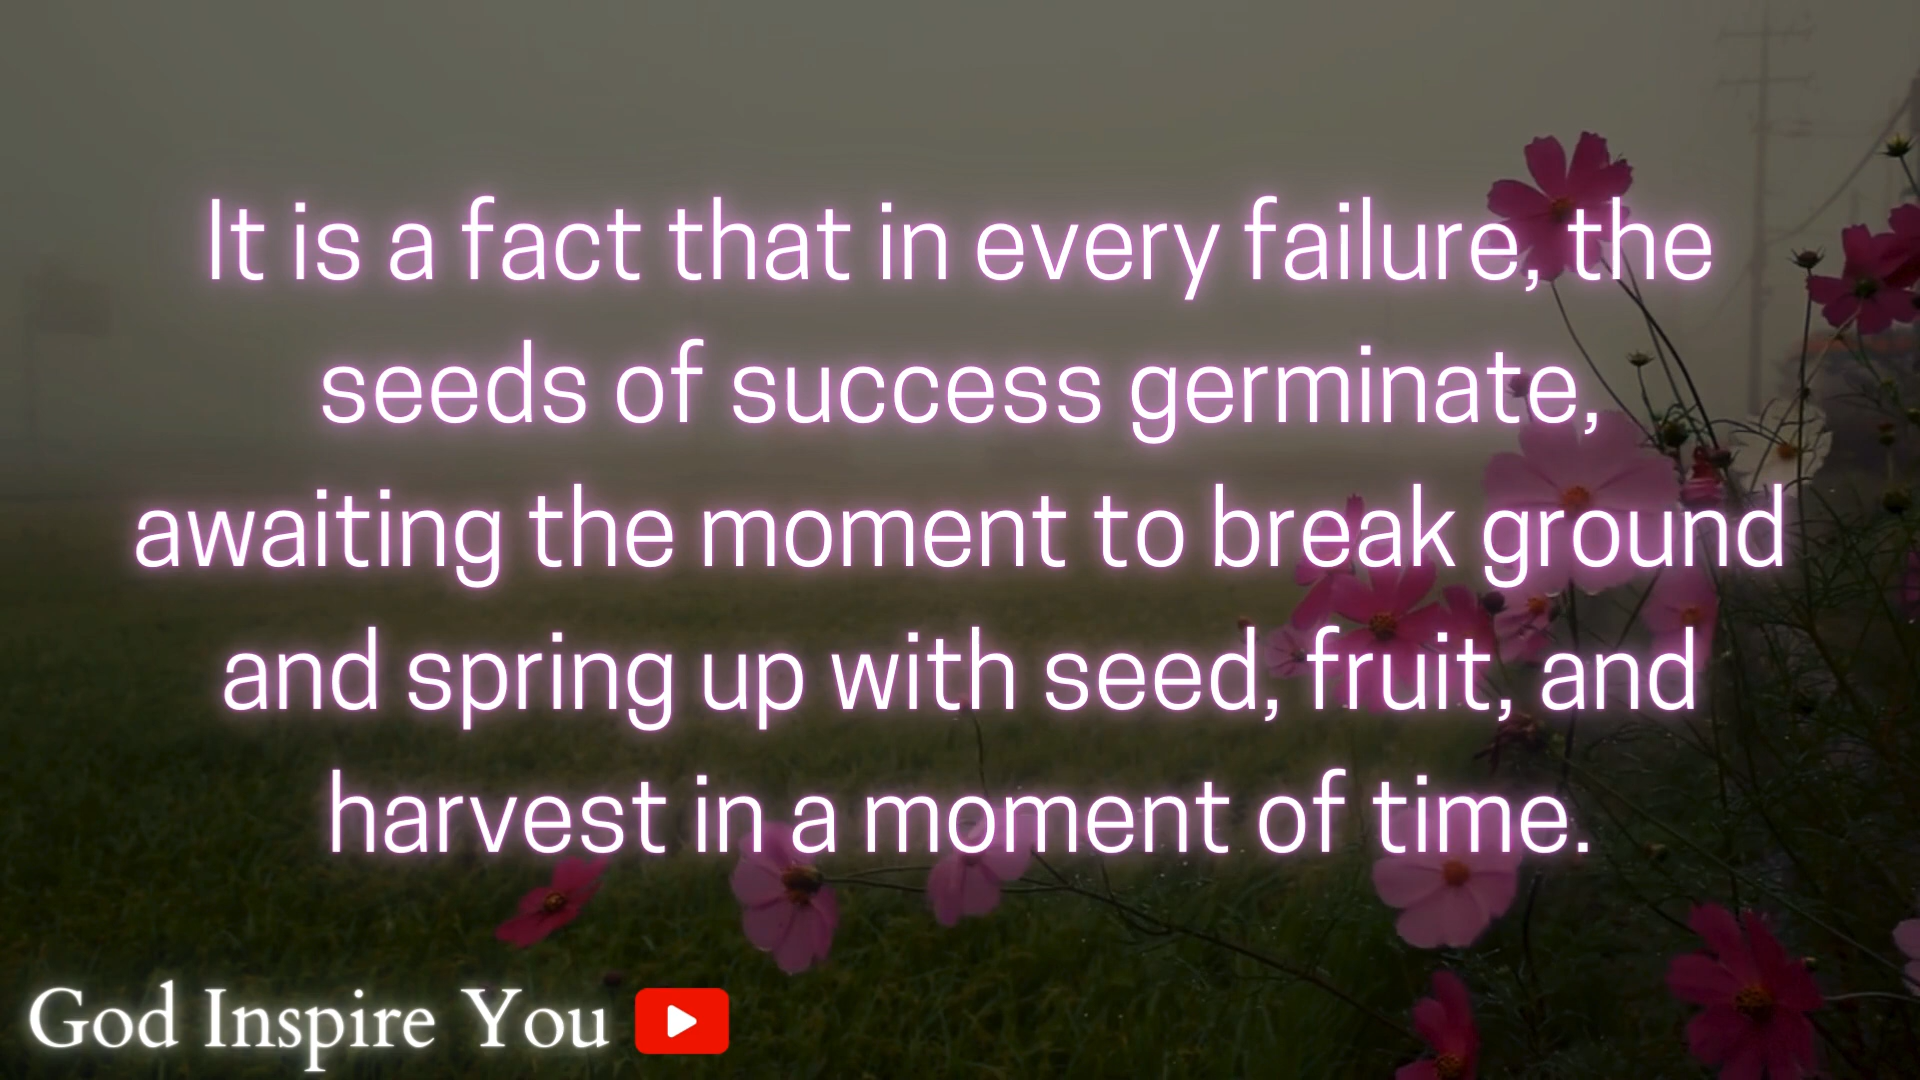 It is a fact that in every failure, the
seeds of success germinate,
awaiting the moment to break ground
and spring up with seed, fruit, and
harvest in a moment of time.
God Inspire You